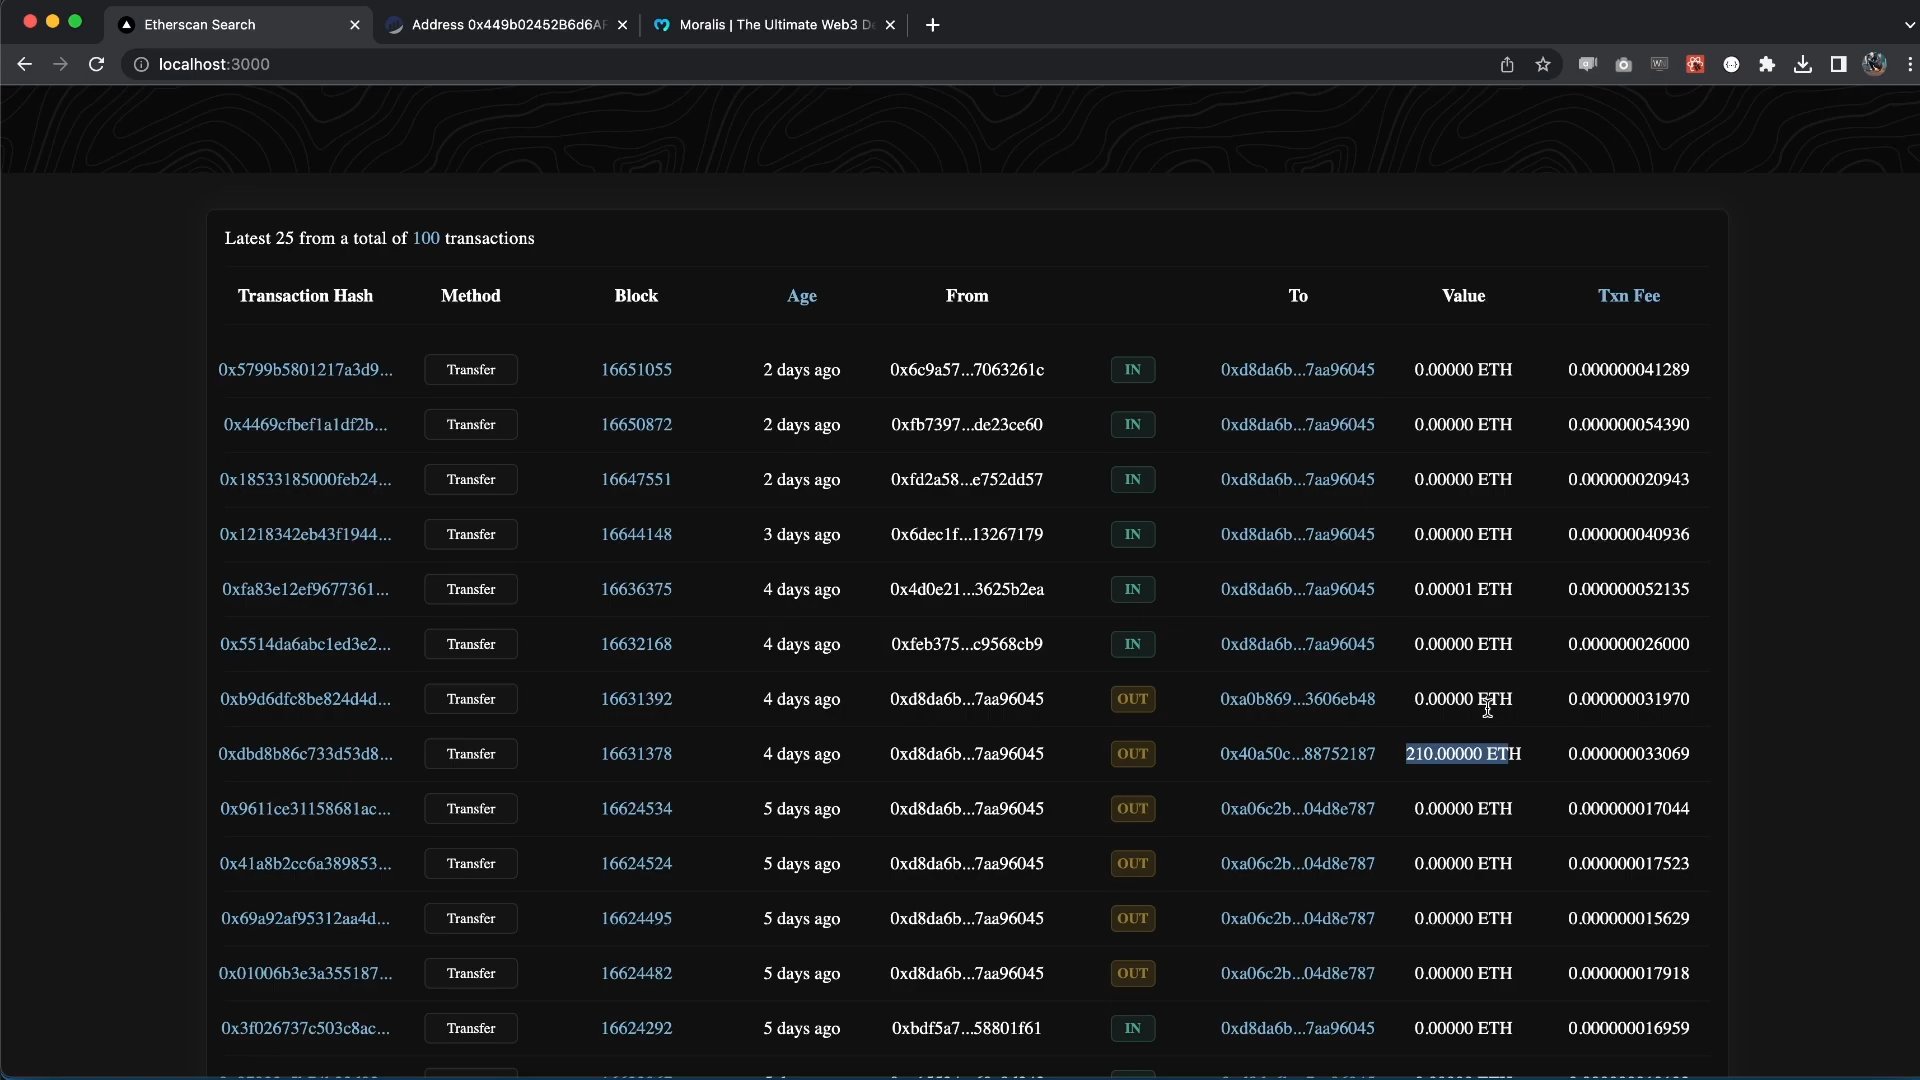 Etherscan Search
Address 0x449b02452B6d6AF
Moralis | The Ultimate Web3 D
localhost:3000
Latest 25 from a total of 100 transactions
Transaction Hash Method Block Age From To Value Txn Fee
0x5799b5801217a3d9... Transfer 16651055 2 days ago 0x6c9a57...7063261c IN 0xd8da6b...7aa96045 0.00000 ETH 0.000000041289
0x4469cfbef1a1df2b... Transfer 16650872 2 days ago 0xfb7397...de23ce60 IN 0xd8da6b...7aa96045 0.00000 ETH 0.000000054390
0x18533185000feb24... Transfer 16647551 2 days ago 0xfd2a58...e752dd57 IN 0xd8da6b...7aa96045 0.00000 ETH 0.000000020943
0x1218342eb43f1944... Transfer 16644148 3 days ago 0x6dec1f...13267179 IN 0xd8da6b...7aa96045 0.00000 ETH 0.000000040936
0xfa83e12ef9677361... Transfer 16636375 4 days ago 0x4d0e21...3625b2ea IN 0xd8da6b...7aa96045 0.00001 ETH 0.000000052135
0x5514da6abc1ed3e2... Transfer 16632168 4 days ago 0xfeb375...c9568cb9 IN 0xd8da6b...7aa96045 0.00000 ETH 0.000000026000
0xb9d6dfc8be824d4d... Transfer 16631392 4 days ago 0xd8da6b...7aa96045 OUT 0xa0b869...3606eb48 0.00000 ETH 0.000000031970
0xdbd8b86c733d53d8... Transfer 16631378 4 days ago 0xd8da6b...7aa96045 OUT 0x40a50c...88752187 210.00000 ETH 0.000000033069
0x9611ce31158681ac... Transfer 16624534 5 days ago 0xd8da6b...7aa96045 OUT 0xa06c2b...04d8e787 0.00000 ETH 0.000000017044
0x41a8b2cc6a389853... Transfer 16624524 5 days ago 0xd8da6b...7aa96045 OUT 0xa06c2b...04d8e787 0.00000 ETH 0.000000017523
0x69a92af95312aa4d... Transfer 16624495 5 days ago 0xd8da6b...7aa96045 OUT 0xa06c2b...04d8e787 0.00000 ETH 0.000000015629
0x01006b3e3a355187... Transfer 16624482 5 days ago 0xd8da6b...7aa96045 OUT 0xa06c2b...04d8e787 0.00000 ETH 0.000000017918
0x3f026737c503c8ac... Transfer 16624292 5 days ago 0xbdf5a7...58801f61 IN 0xd8da6b...7aa96045 0.00000 ETH 0.000000016959